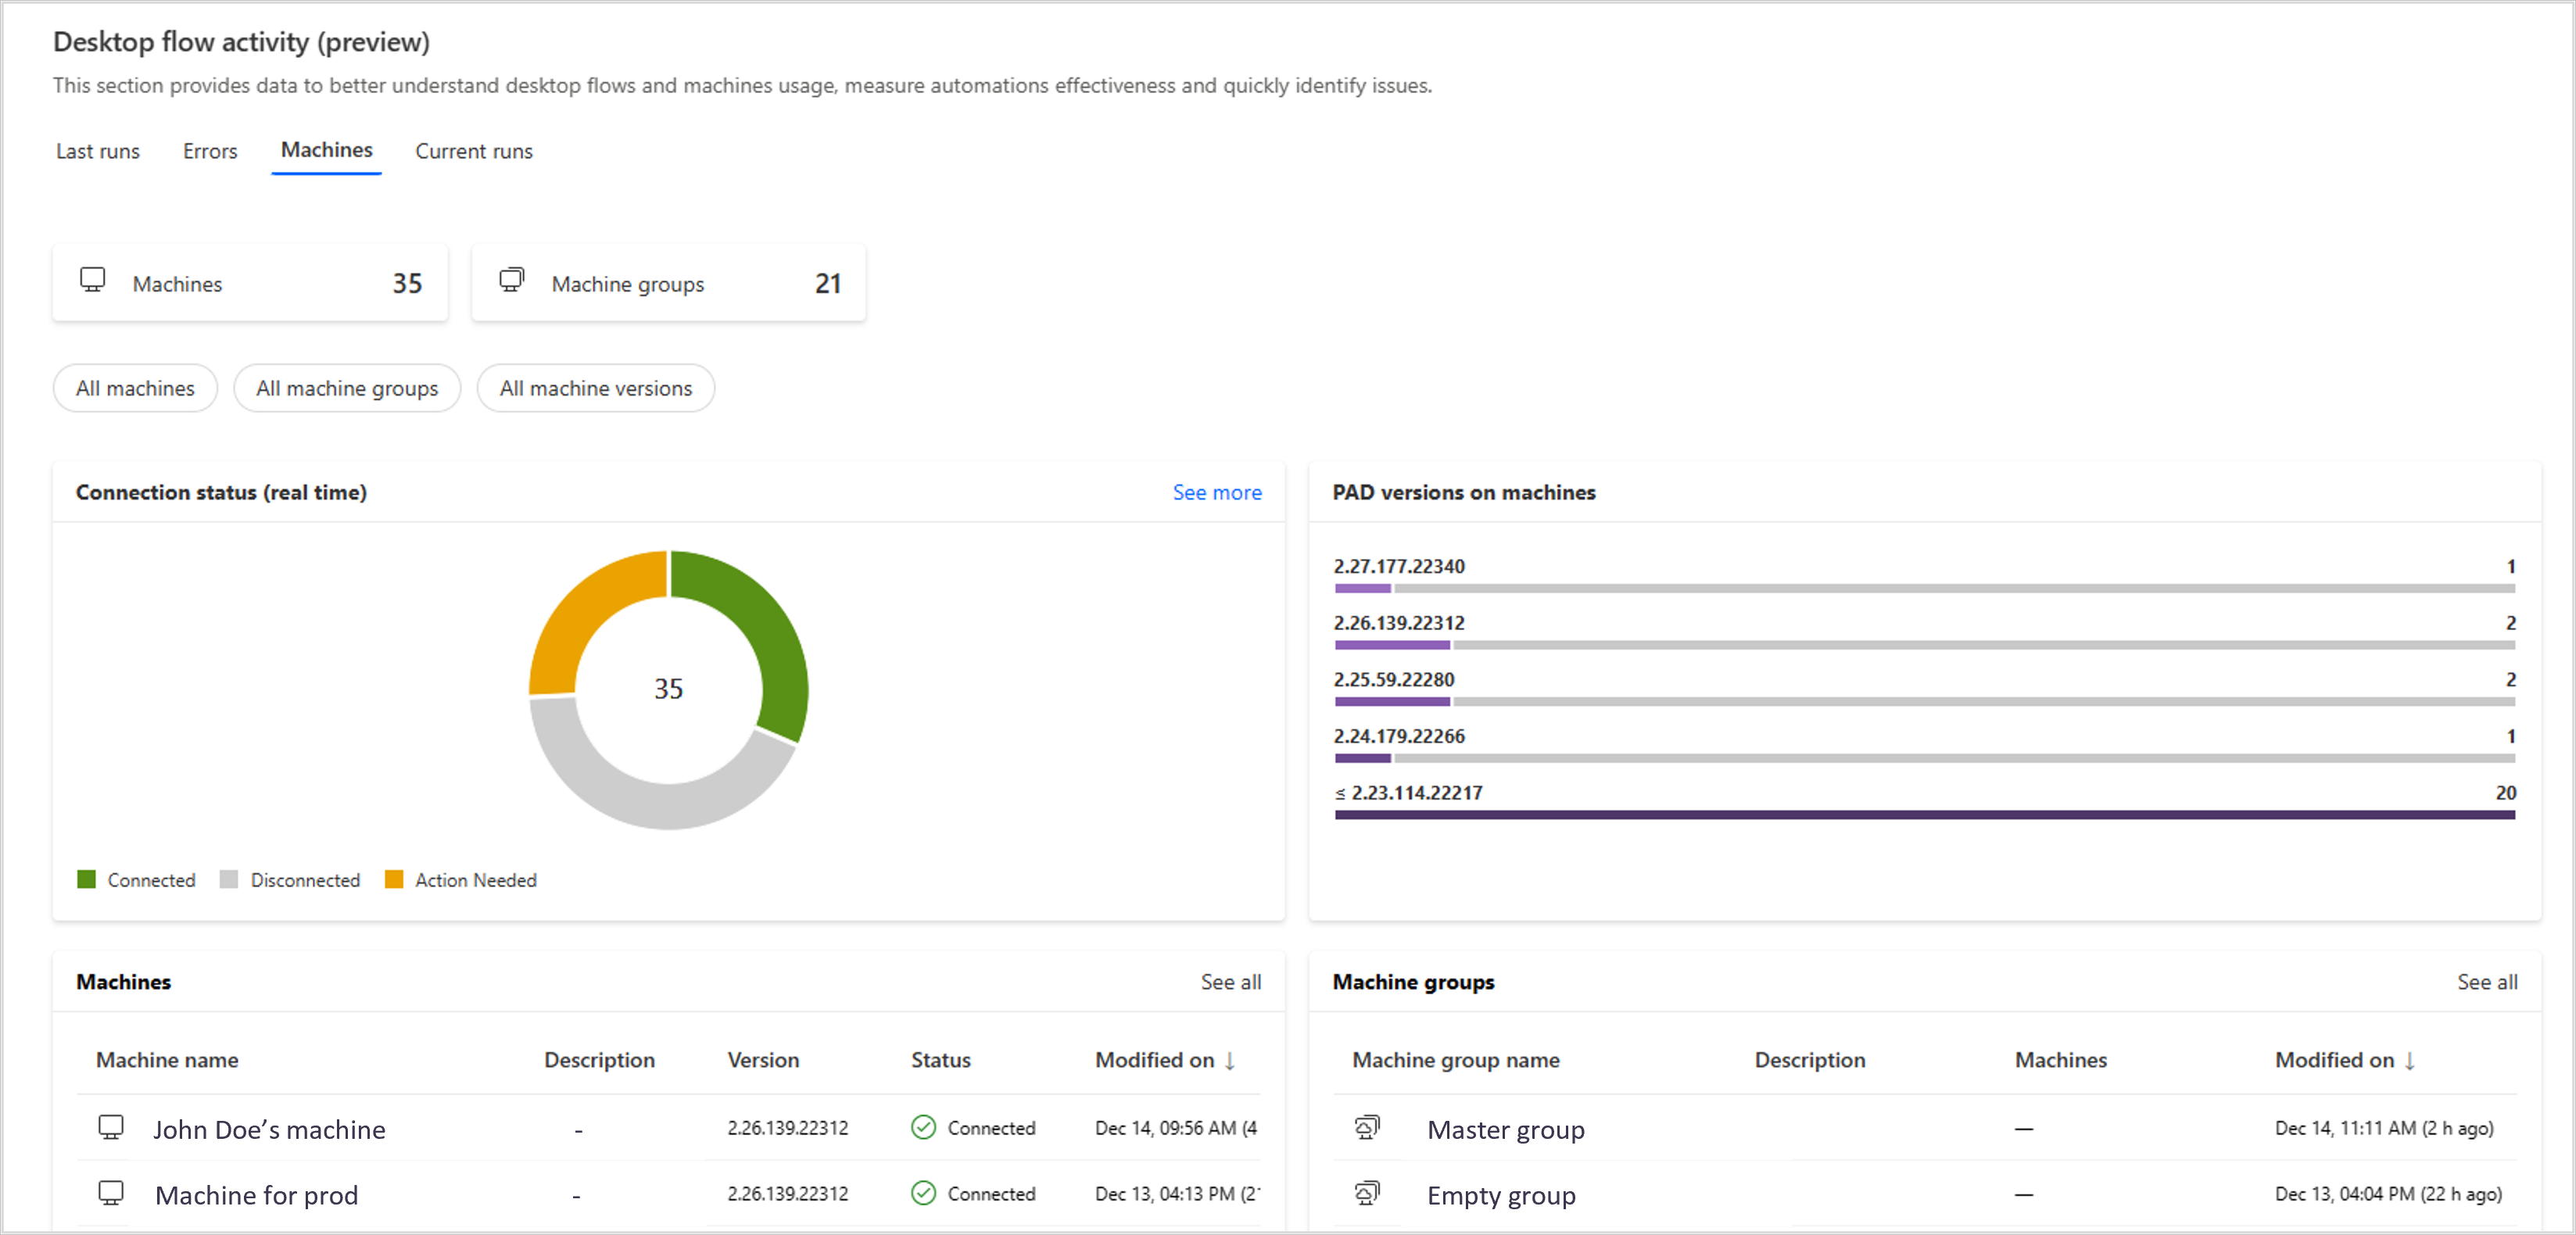 Desktop flow activity (preview)
This section provides data to better understand desktop flows and machines usage, measure automations effectiveness and quickly identify issues.
Last runs Errors Machines Current runs
Machines 35 Machine groups 21
All machines All machine groups All machine versions
Connection status (real time) See more
35
Connected Disconnected Action Needed
PAD versions on machines
2.27.177.22340 1
2.26.139.22312 2
2.25.59.22280 2
2.24.179.22266 1
≤ 2.23.114.22217 20
Machines See all
Machine name Description Version Status Modified on ↓
John Doe’s machine - 2.26.139.22312 Connected Dec 14, 09:56 AM (4
Machine for prod - 2.26.139.22312 Connected Dec 13, 04:13 PM (2
Machine groups See all
Machine group name Description Machines Modified on ↓
Master group — Dec 14, 11:11 AM (2 h ago)
Empty group — Dec 13, 04:04 PM (22 h ago)